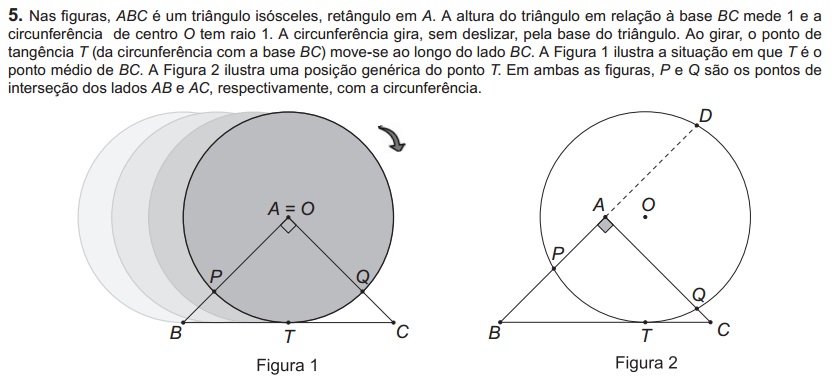 5. Nas figuras, ABC é um triângulo isósceles, retângulo em A. A altura do triângulo em relação à base BC mede 1 e a
circunferência de centro O tem raio 1. A circunferência gira, sem deslizar, pela base do triângulo. Ao girar, o ponto de
tangência T (da circunferência com a base BC) move-se ao longo do lado BC. A Figura 1 ilustra a situação em que T é o
ponto médio de BC. A Figura 2 ilustra uma posição genérica do ponto T. Em ambas as figuras, P e Q são os pontos de
interseção dos lados AB e AC, respectivamente, com a circunferência.
A = O
P
Q
B
T
C
Figura 1
D
A
O
P
Q
B
T
C
Figura 2